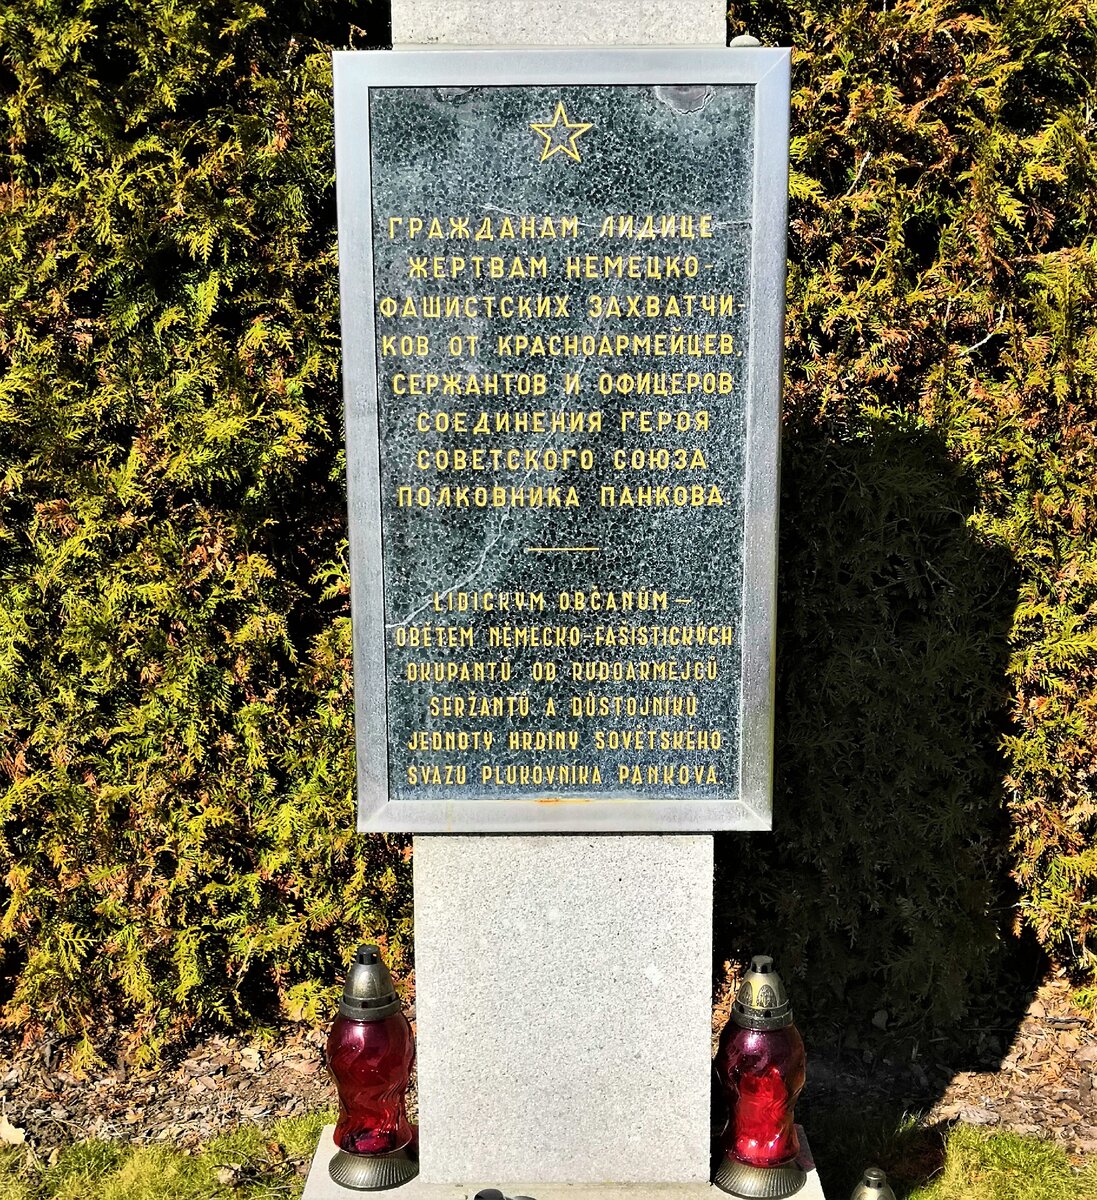 ГРАЖДАНАМ ЛИДИЦЕ
ЖЕРТВАМ НЕМЕЦКО-
ФАШИСТСКИХ ЗАХВАТЧИ
КОВ ОТ КРАСНОАРМЕЙЦЕВ,
СЕРЖАНТОВ И ОФИЦЕРОВ
СОЕДИНЕНИЯ ГЕРОЯ
СОВЕТСКОГО СОЮЗА
ПОЛКОВНИКА ПАНКОВА.
LIDICKÝM OBČANŮM –
OBĚTEM NĚMECKO-FAŠISTICKÝCH
OKUPANTŮ OD RUDOARMEJCŮ
SERŽANTŮ A DŮSTOJNÍKŮ
JEDNOTY HRDINY SOVĚTSKÉHO
SVAZU PLUKOVNÍKA PANKOVA.